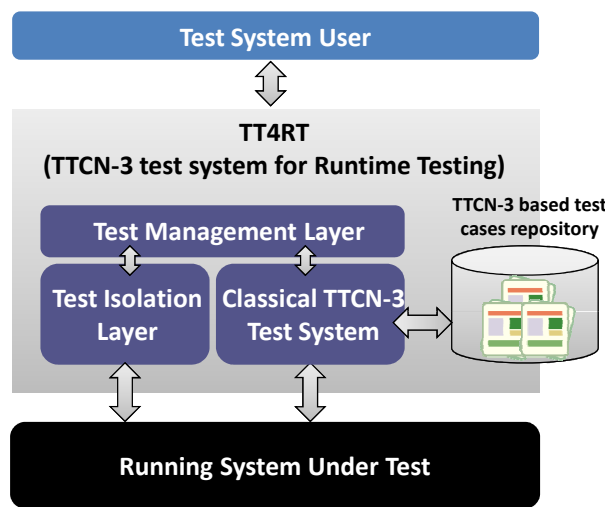 Test System User
TT4RT
(TTCN-3 test system for Runtime Testing)
TTCN-3 based test
cases repository
Test Management Layer
Test Isolation
Layer
Classical TTCN-3
Test System
Running System Under Test